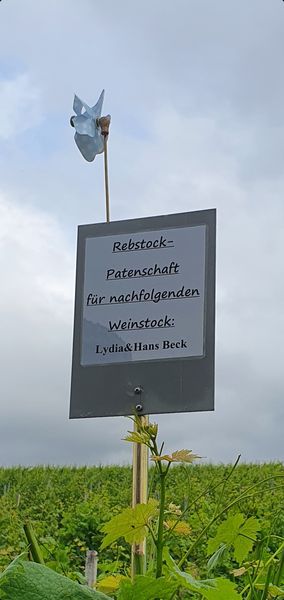 Rebstock-
Patenschaft
für nachfolgenden
Weinstock:
Lydia&Hans Beck